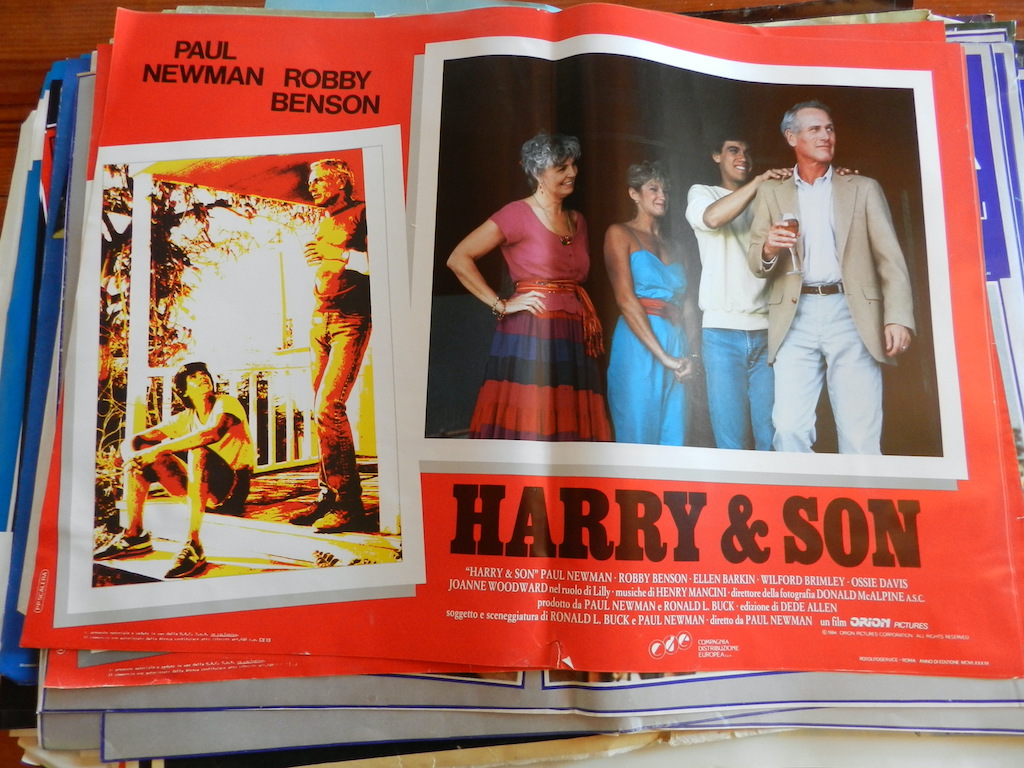 PAUL
NEWMAN ROBBY
BENSON
HARRY & SON
"HARRY & SON" PAUL NEWMAN · ROBBY BENSON · ELLEN BARKIN · WILFORD BRIMLEY · OSSIE DAVIS
JOANNE WOODWARD nel ruolo di Lilly · musiche di HENRY MANCINI · direttore della fotografia DONALD McALPINE A.S.C.
prodotto da PAUL NEWMAN e RONALD L. BUCK · edizione di DEDE ALLEN
soggetto e sceneggiatura di RONALD L. BUCK e PAUL NEWMAN · diretto da PAUL NEWMAN un film ORION PICTURES
© 1984 ORION PICTURES CORPORATION. ALL RIGHTS RESERVED
COMPAGNIA
DISTRIBUZIONE
EUROPEA